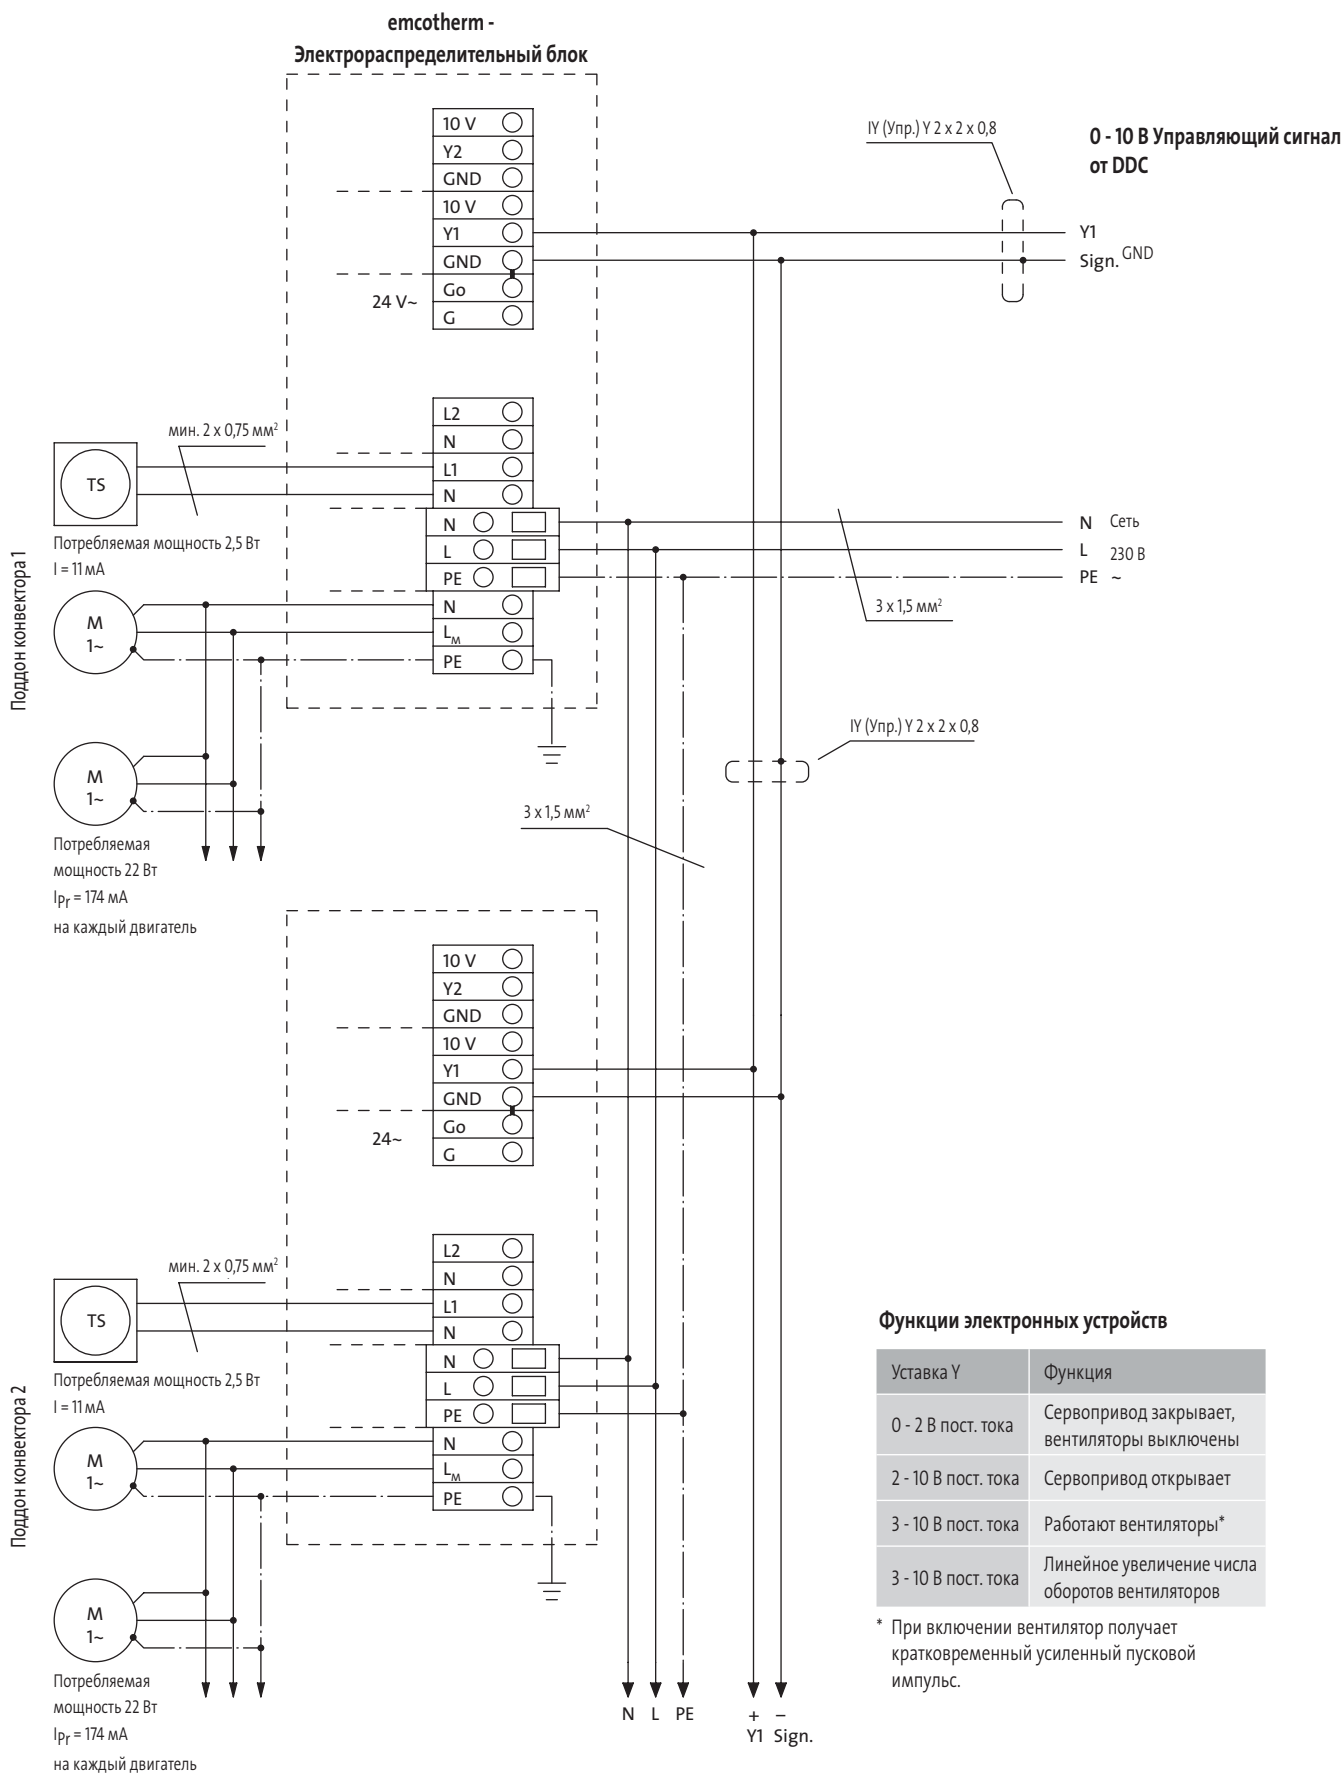 emcotherm -
Электрораспределительный блок
10 V
Y2
GND
10 V
Y1
GND
Go
G
24 V~
IY (Упр.) Y 2 x 2 x 0,8
0 - 10 В Управляющий сигнал
от DDC
Y1
Sign. GND
L2
N
L1
N
N
L
PE
N
LM
PE
мин. 2 x 0,75 мм²
TS
Потребляемая мощность 2,5 Вт
I = 11 мА
Поддон конвектора 1
M
1~
M
1~
Потребляемая
мощность 22 Вт
IPr = 174 мА
на каждый двигатель
N Сеть
L 230 В
PE ~
3 x 1,5 мм²
IY (Упр.) Y 2 x 2 x 0,8
3 x 1,5 мм²
10 V
Y2
GND
10 V
Y1
GND
Go
G
24~
L2
N
L1
N
N
L
PE
N
LM
PE
мин. 2 x 0,75 мм²
TS
Потребляемая мощность 2,5 Вт
I = 11 мА
Поддон конвектора 2
M
1~
M
1~
Потребляемая
мощность 22 Вт
IPr = 174 мА
на каждый двигатель
N L PE
+ –
Y1 Sign.
Функции электронных устройств
Уставка Y Функция
0 - 2 В пост. тока Сервопривод закрывает,
вентиляторы выключены
2 - 10 В пост. тока Сервопривод открывает
3 - 10 В пост. тока Работают вентиляторы*
3 - 10 В пост. тока Линейное увеличение числа
оборотов вентиляторов
* При включении вентилятор получает
кратковременный усиленный пусковой
импульс.